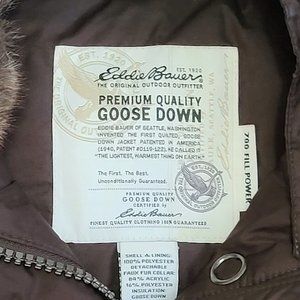 EST. 1920
Eddie Bauer
THE ORIGINAL OUTDOOR OUTFITTER
PREMIUM QUALITY
GOOSE DOWN
EDDIE BAUER OF SEATTLE, WASHINGTON,
INVENTED THE FIRST QUILTED, GOOSE
DOWN JACKET PATENTED IN AMERICA
(1940, PATENT #D119-122). HE CALLED IT
"THE LIGHTEST, WARMEST THING ON EARTH"
The First. The Best.
Unconditionally Guaranteed.
PREMIUM QUALITY
GOOSE DOWN
CERTIFIED by
Eddie Bauer
FINEST QUALITY CLOTHING 100% GUARANTEED
700 FILL POWER
SHELL & LINING:
100% POLYESTER
DETACHABLE
FAUX FUR COLLAR:
84% ACRYLIC,
16% POLYESTER
INSULATION:
GOOSE DOWN